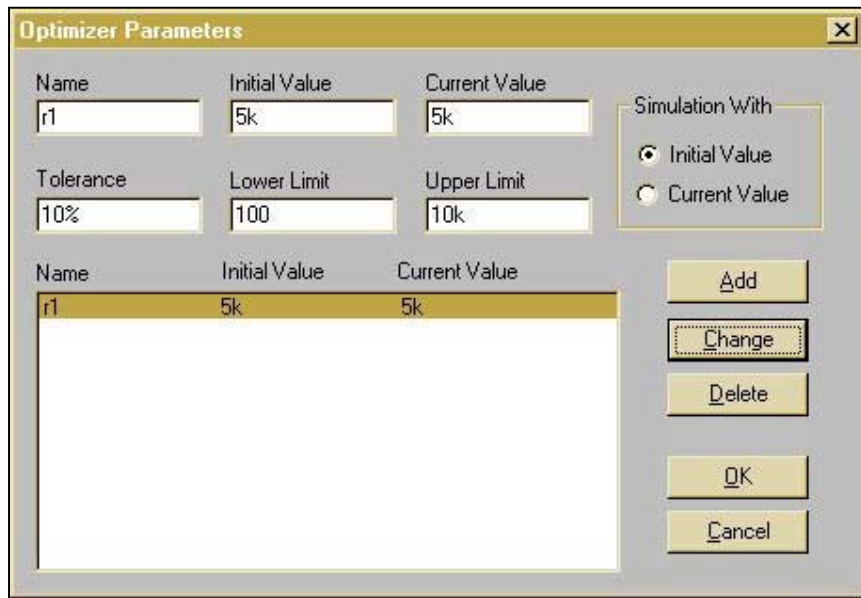 Optimizer Parameters
Name Initial Value Current Value
r1 5k 5k
Simulation With
Initial Value
Current Value
Tolerance Lower Limit Upper Limit
10% 100 10k
Name Initial Value Current Value
r1 5k 5k
Add
Change
Delete
OK
Cancel